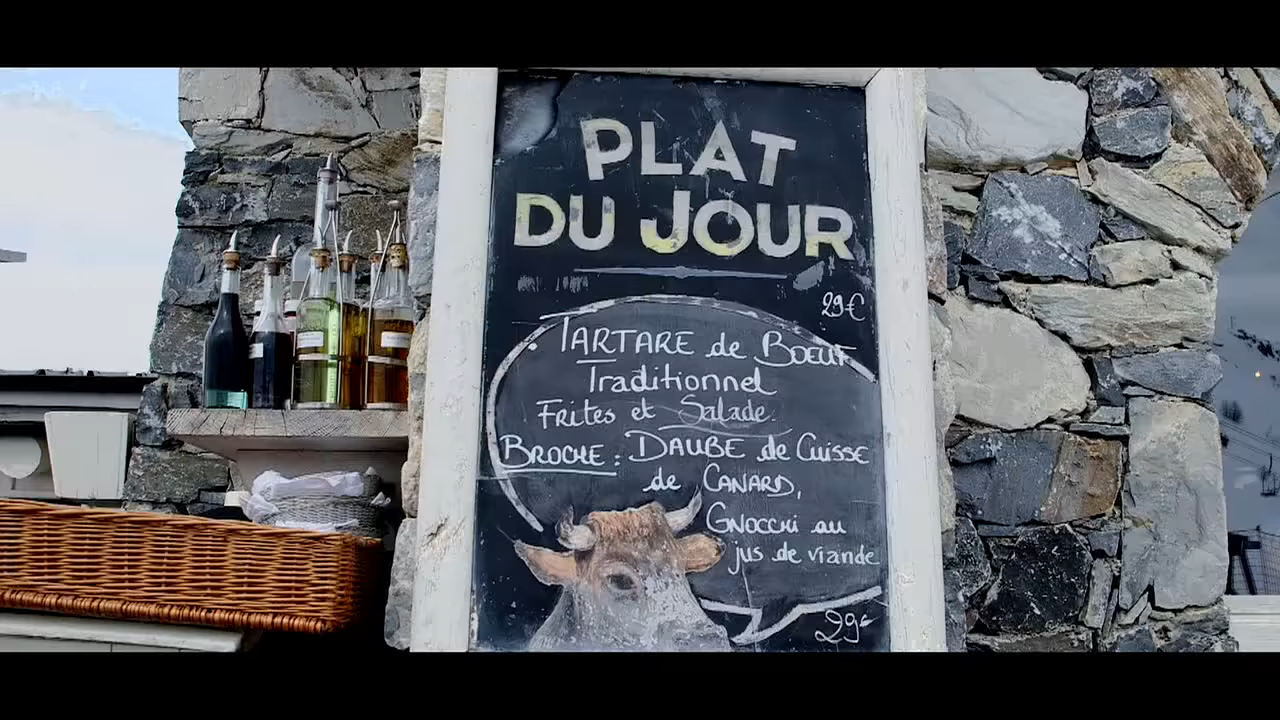 PLAT
DU JOUR
29€
TARTARE de BOEUF
Traditionnel
Frites et Salade.
BROCHE: DAUBE de Cuisse
de CANARD,
GNOCCHI au
jus de viande
29€